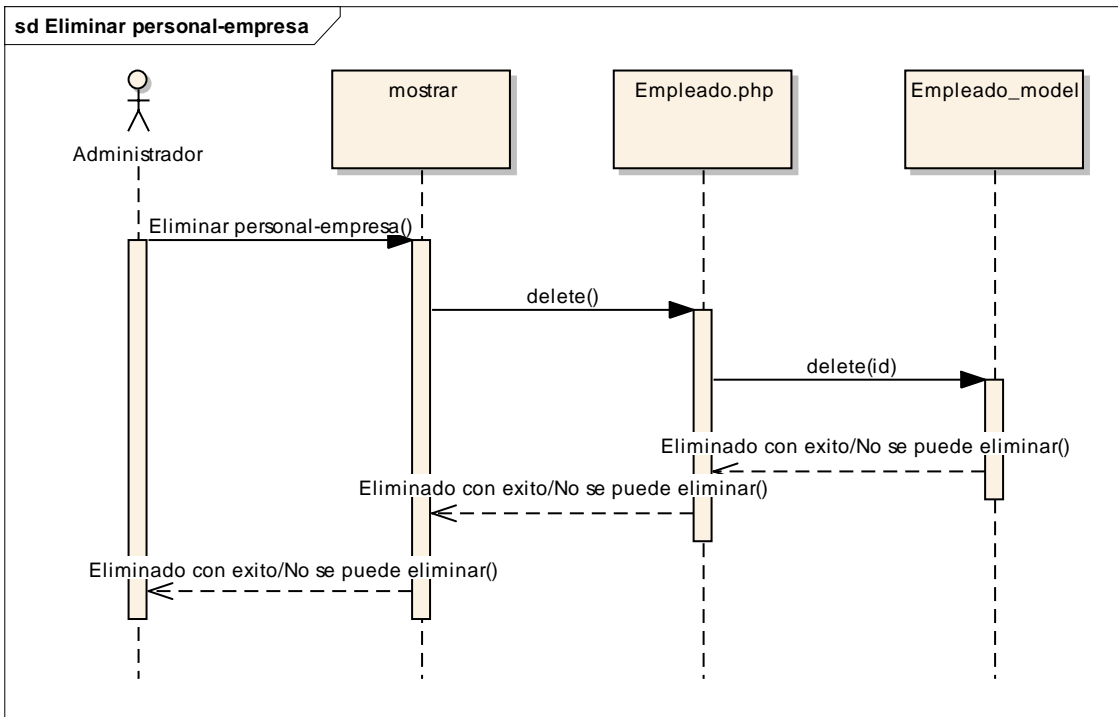 sd Eliminar personal-empresa
Administrador
mostrar
Empleado.php
Empleado_model
Eliminar personal-empresa()
delete()
delete(id)
Eliminado con exito/No se puede eliminar()
Eliminado con exito/No se puede eliminar()
Eliminado con exito/No se puede eliminar()